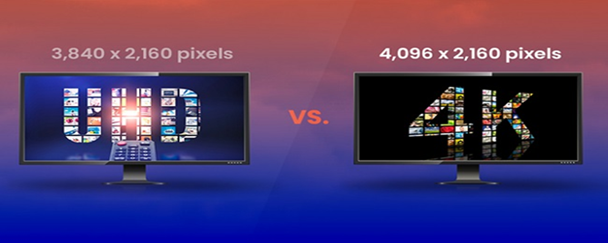 3,840 x 2,160 pixels
4,096 x 2,160 pixels
UHD
vs.
4K